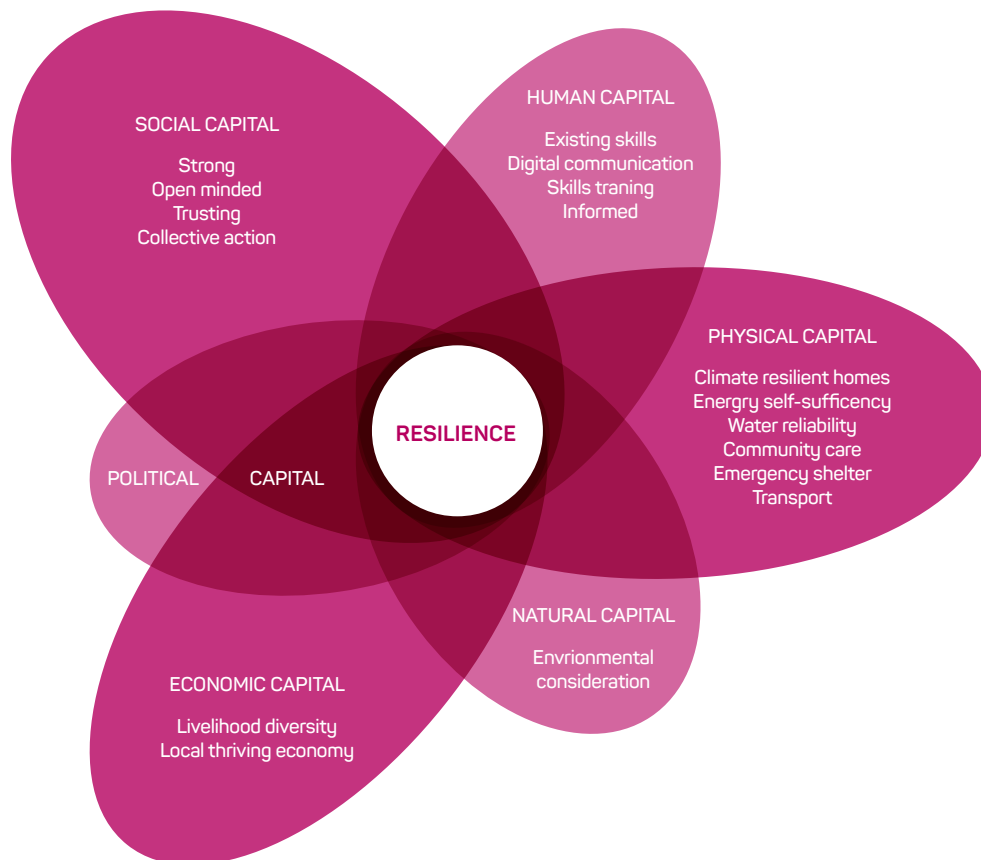 SOCIAL CAPITAL
Strong
Open minded
Trusting
Collective action
HUMAN CAPITAL
Existing skills
Digital communication
Skills traning
Informed
PHYSICAL CAPITAL
Climate resilient homes
Energry self-sufficency
Water reliability
Community care
Emergency shelter
Transport
RESILIENCE
POLITICAL CAPITAL
NATURAL CAPITAL
Envrionmental
consideration
ECONOMIC CAPITAL
Livelihood diversity
Local thriving economy